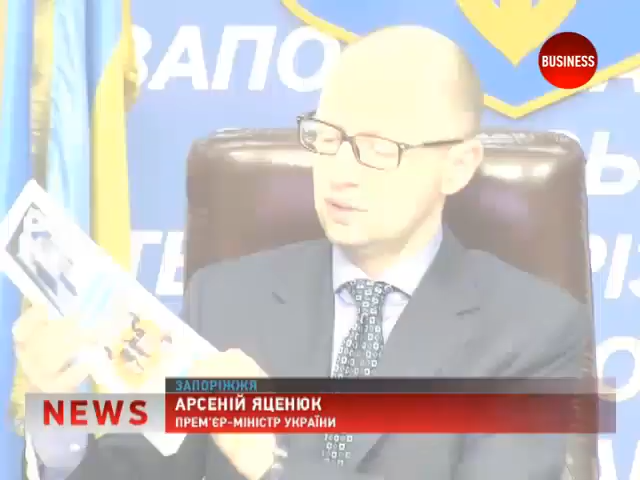 ЗАПО
BUSINESS
ЗАПОРІЖЖЯ
NEWS
АРСЕНІЙ ЯЦЕНЮК
ПРЕМ'ЄР-МІНІСТР УКРАЇНИ